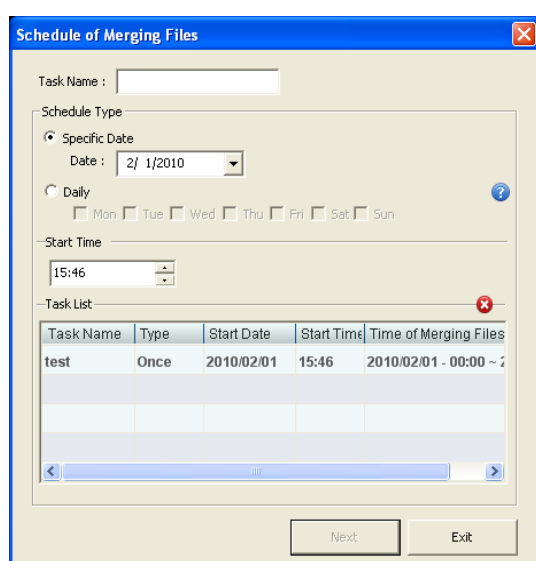 Schedule of Merging Files
Task Name :
Schedule Type
Specific Date
Date : 2/ 1/2010
Daily
Mon Tue Wed Thu Fri Sat Sun
Start Time
15:46
Task List
Task Name Type Start Date Start Time Time of Merging Files
test Once 2010/02/01 15:46 2010/02/01 - 00:00 ~
Next Exit